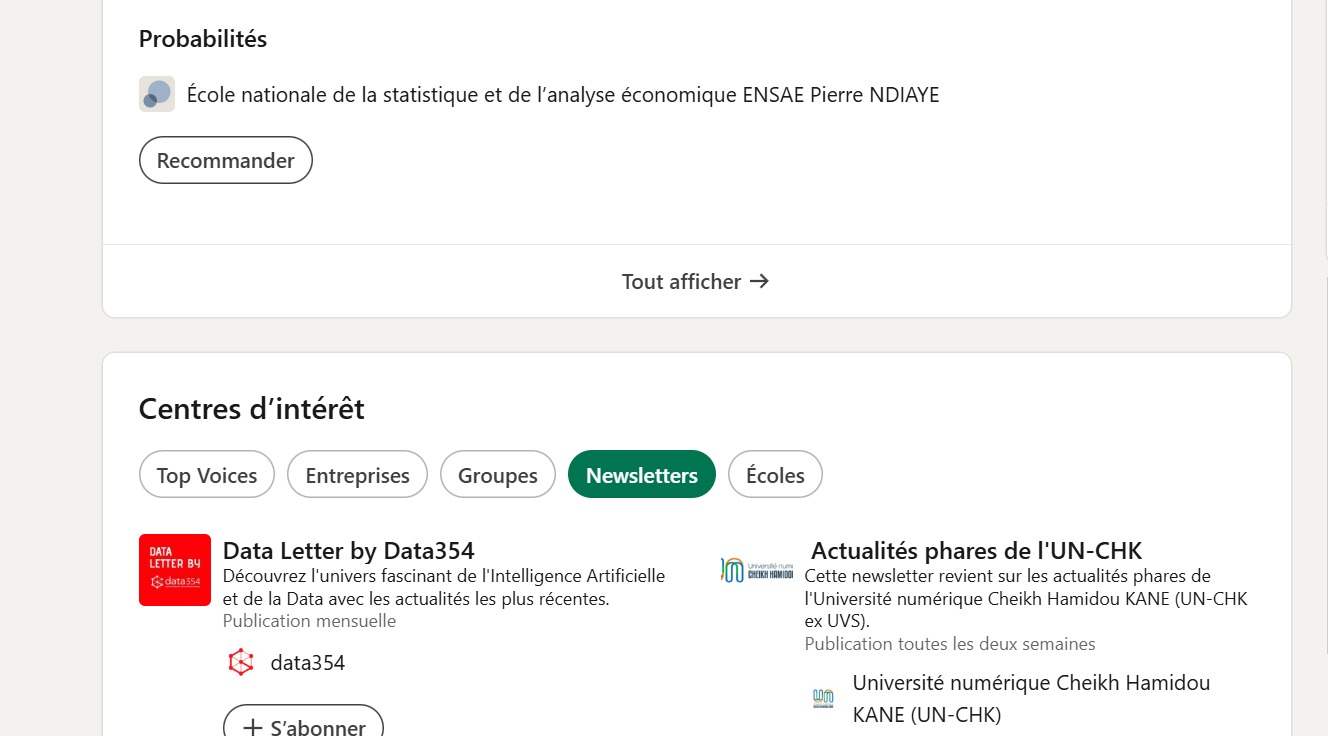 Probabilités
École nationale de la statistique et de l’analyse économique ENSAE Pierre NDIAYE
Recommander
Tout afficher →
Centres d’intérêt
Top Voices
Entreprises
Groupes
Newsletters
Écoles
DATA
LETTER BY
data354
Data Letter by Data354
Découvrez l'univers fascinant de l'Intelligence Artificielle
et de la Data avec les actualités les plus récentes.
Publication mensuelle
data354
+ S’abonner
Université num
CHEIKH HAMIDO
Actualités phares de l'UN-CHK
Cette newsletter revient sur les actualités phares de
l'Université numérique Cheikh Hamidou KANE (UN-CHK
ex UVS).
Publication toutes les deux semaines
Université numérique Cheikh Hamidou
KANE (UN-CHK)